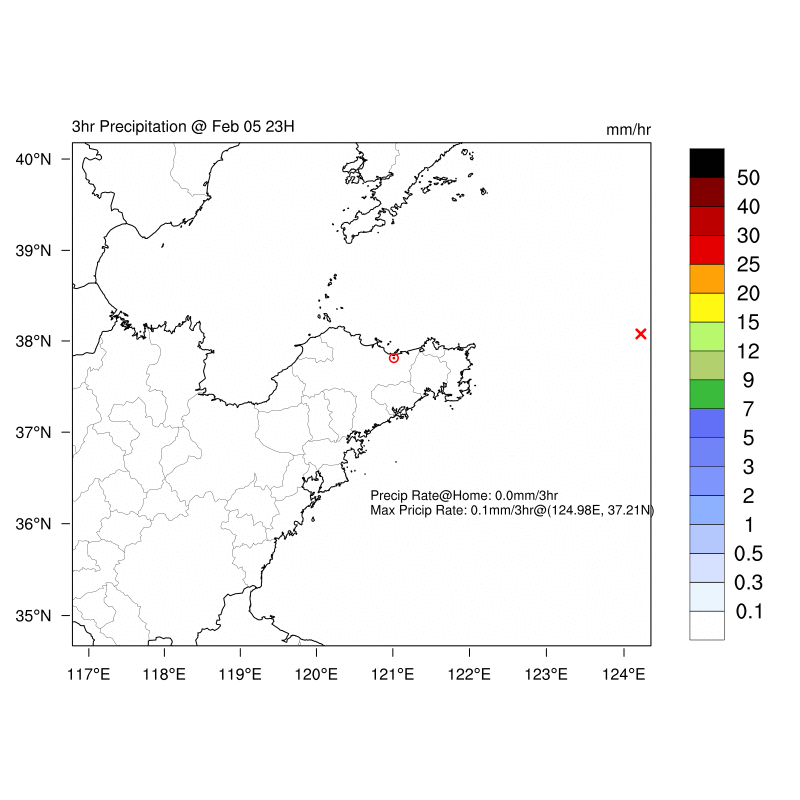 3hr Precipitation @ Feb 05 23H
mm/hr
40°N
39°N
38°N
37°N
36°N
35°N
117°E 118°E 119°E 120°E 121°E 122°E 123°E 124°E
Precip Rate@Home: 0.0mm/3hr
Max Pricip Rate: 0.1mm/3hr@(124.98E, 37.21N)
50
40
30
25
20
15
12
9
7
5
3
2
1
0.5
0.3
0.1